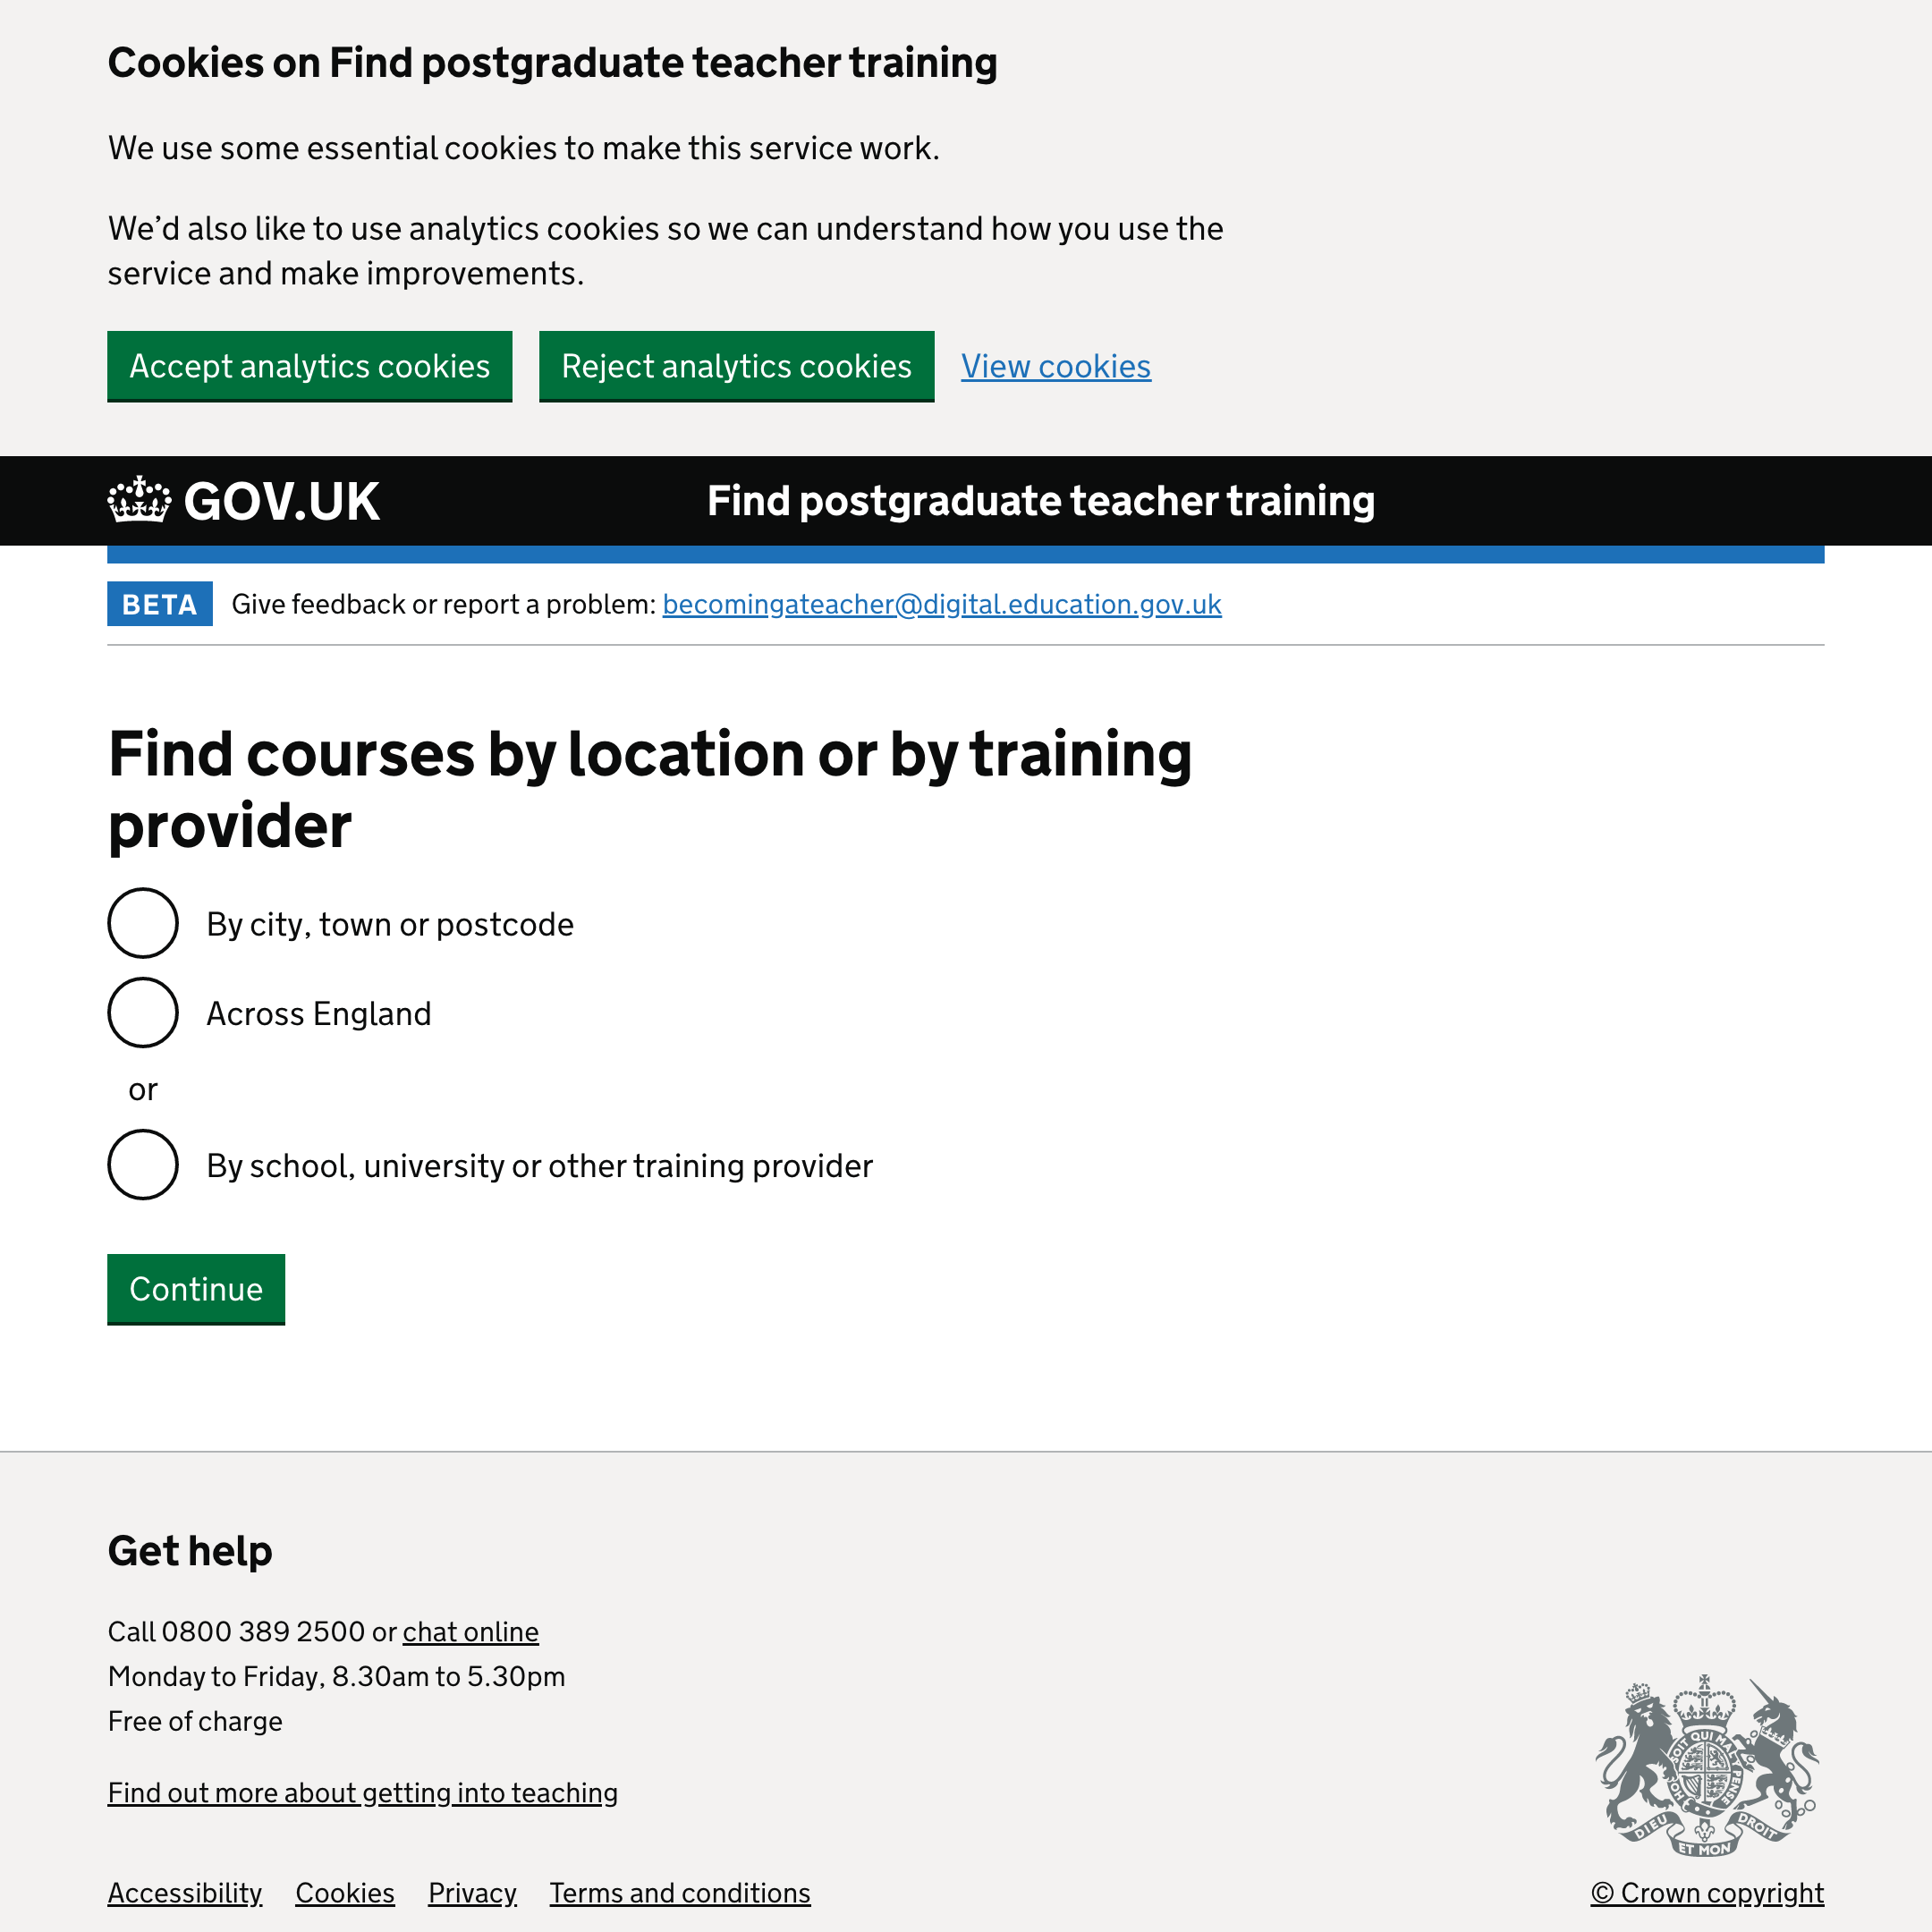 Cookies on Find postgraduate teacher training
We use some essential cookies to make this service work.
We’d also like to use analytics cookies so we can understand how you use the
service and make improvements.
Accept analytics cookies
Reject analytics cookies
View cookies
GOV.UK
Find postgraduate teacher training
BETA
Give feedback or report a problem: becomingateacher@digital.education.gov.uk
Find courses by location or by training
provider
By city, town or postcode
Across England
or
By school, university or other training provider
Continue
Get help
Call 0800 389 2500 or chat online
Monday to Friday, 8.30am to 5.30pm
Free of charge
Find out more about getting into teaching
SOIT QUI MAL
PENSE
DIEU
ET MON
DROIT
Accessibility
Cookies
Privacy
Terms and conditions
© Crown copyright